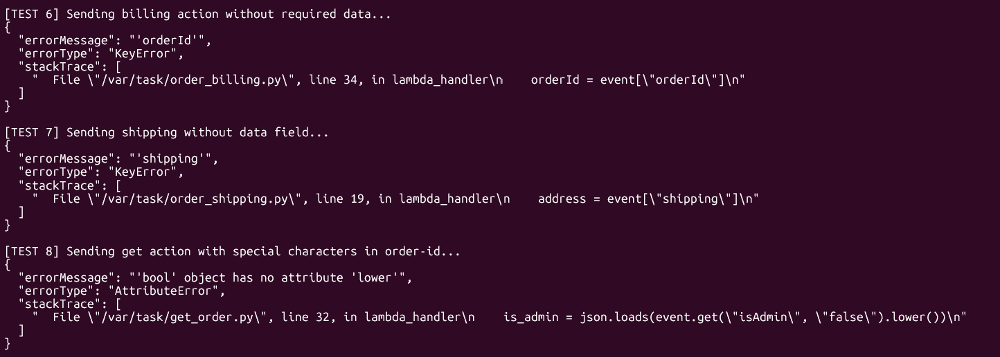 [TEST 6] Sending billing action without required data...
{
  "errorMessage": "'orderId'",
  "errorType": "KeyError",
  "stackTrace": [
    "  File \"/var/task/order_billing.py\", line 34, in lambda_handler\n    orderId = event[\"orderId\"]\n"
  ]
}

[TEST 7] Sending shipping without data field...
{
  "errorMessage": "'shipping'",
  "errorType": "KeyError",
  "stackTrace": [
    "  File \"/var/task/order_shipping.py\", line 19, in lambda_handler\n    address = event[\"shipping\"]\n"
  ]
}

[TEST 8] Sending get action with special characters in order-id...
{
  "errorMessage": "'bool' object has no attribute 'lower'",
  "errorType": "AttributeError",
  "stackTrace": [
    "  File \"/var/task/get_order.py\", line 32, in lambda_handler\n    is_admin = json.loads(event.get(\"isAdmin\", \"false\").lower())\n"
  ]
}